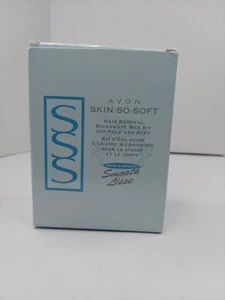 AVON
SKIN-SO-SOFT
HAIR REMOVAL
MICROWAVE WAX KIT
FOR FACE AND BODY
KIT D'ÉPILATION
À LA CIRE MICROONDES
POUR LE VISAGE
ET LE CORPS
Smooth
Lisse
SSS